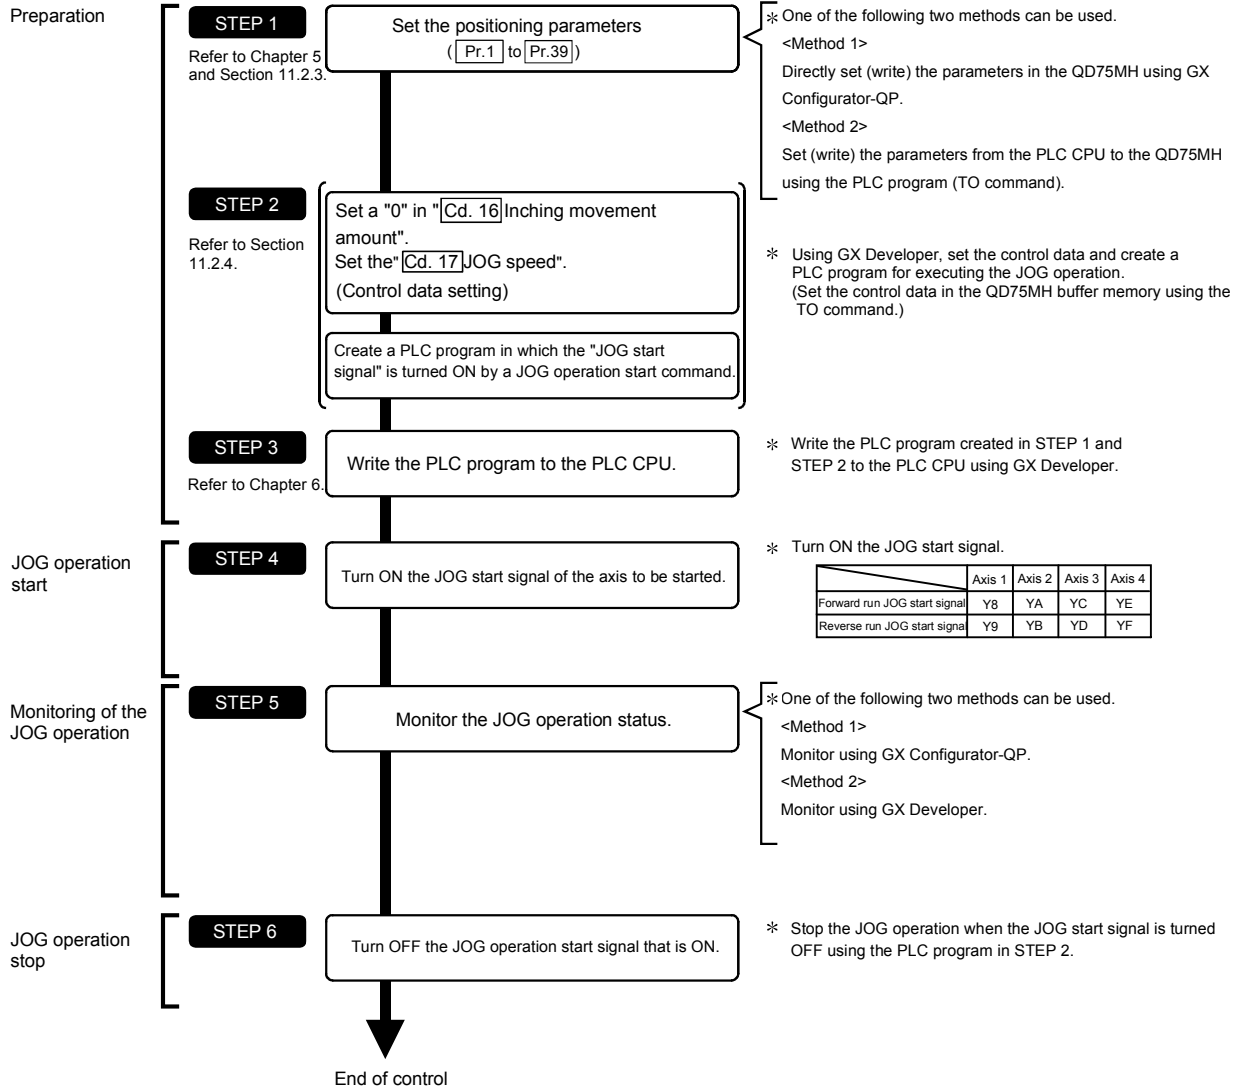 Preparation
STEP 1
Refer to Chapter 5
and Section 11.2.3.
Set the positioning parameters
( Pr.1 to Pr.39 )
* One of the following two methods can be used.
<Method 1>
Directly set (write) the parameters in the QD75MH using GX
Configurator-QP.
<Method 2>
Set (write) the parameters from the PLC CPU to the QD75MH
using the PLC program (TO command).
STEP 2
Refer to Section
11.2.4.
Set a "0" in " Cd. 16 Inching movement
amount".
Set the" Cd. 17 JOG speed".
(Control data setting)
Create a PLC program in which the "JOG start
signal" is turned ON by a JOG operation start command.
* Using GX Developer, set the control data and create a
PLC program for executing the JOG operation.
(Set the control data in the QD75MH buffer memory using the
TO command.)
STEP 3
Refer to Chapter 6.
Write the PLC program to the PLC CPU.
* Write the PLC program created in STEP 1 and
STEP 2 to the PLC CPU using GX Developer.
JOG operation
start
STEP 4
Turn ON the JOG start signal of the axis to be started.
* Turn ON the JOG start signal.
Axis 1 Axis 2 Axis 3 Axis 4
Forward run JOG start signal Y8 YA YC YE
Reverse run JOG start signal Y9 YB YD YF
Monitoring of the
JOG operation
STEP 5
Monitor the JOG operation status.
* One of the following two methods can be used.
<Method 1>
Monitor using GX Configurator-QP.
<Method 2>
Monitor using GX Developer.
JOG operation
stop
STEP 6
Turn OFF the JOG operation start signal that is ON.
* Stop the JOG operation when the JOG start signal is turned
OFF using the PLC program in STEP 2.
End of control